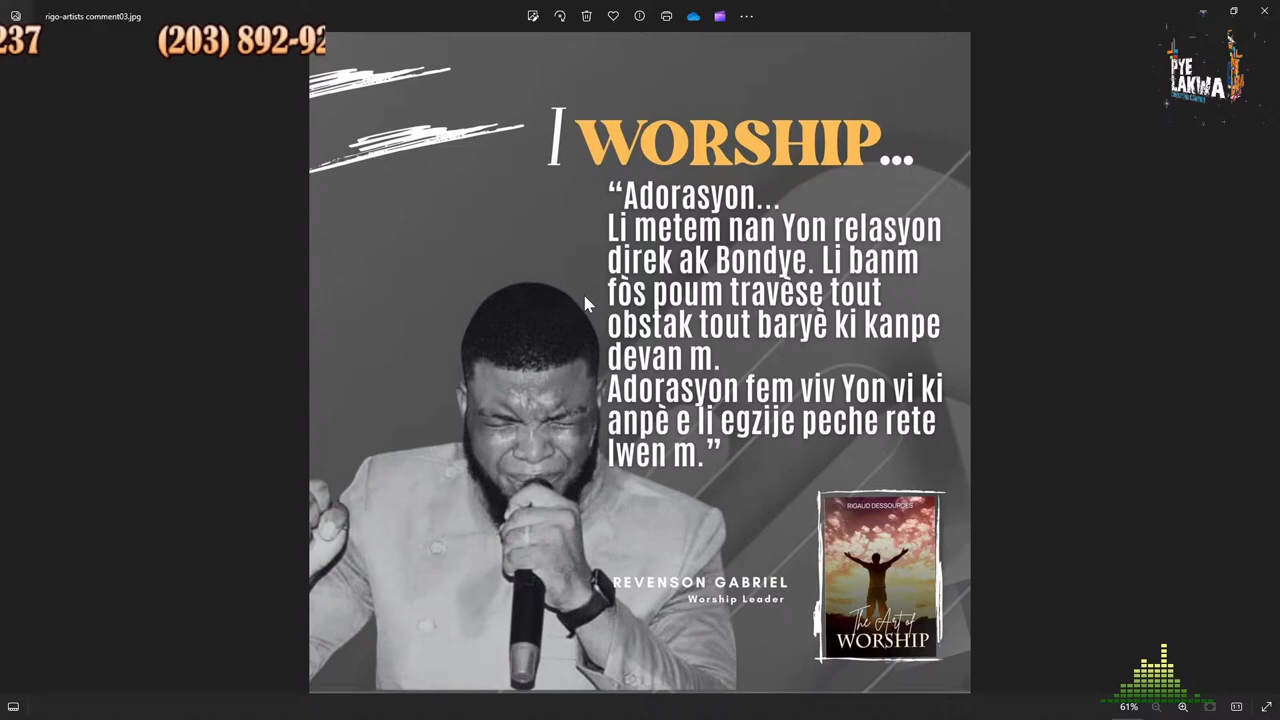 rigo-artists comment03.jpg
237 (203) 892-92
PYE
LAKWA
I WORSHIP...
“Adorasyon...
Li metem nan Yon relasyon
direk ak Bondye. Li banm
fòs poum travèse tout
obstak tout baryè ki kanpe
devan m.
Adorasyon fem viv Yon vi ki
anpè e li egzije peche rete
lwen m.”
REVENSON GABRIEL
Worship Leader
RIGAUD DESSOURCES
The Art of
WORSHIP
61%